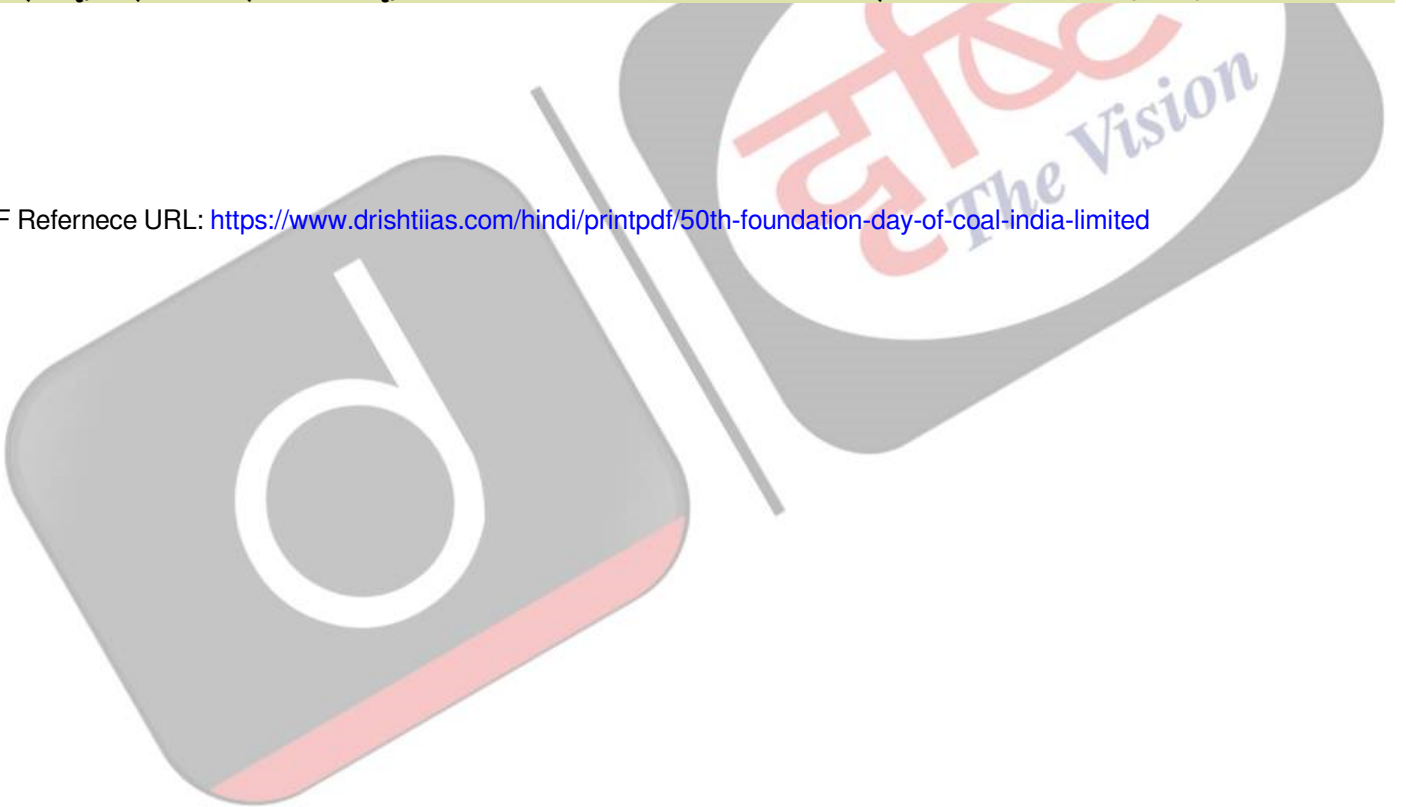 दृष्टि
The Vision
F Refernece URL: https://www.drishtiias.com/hindi/printpdf/50th-foundation-day-of-coal-india-limited
d